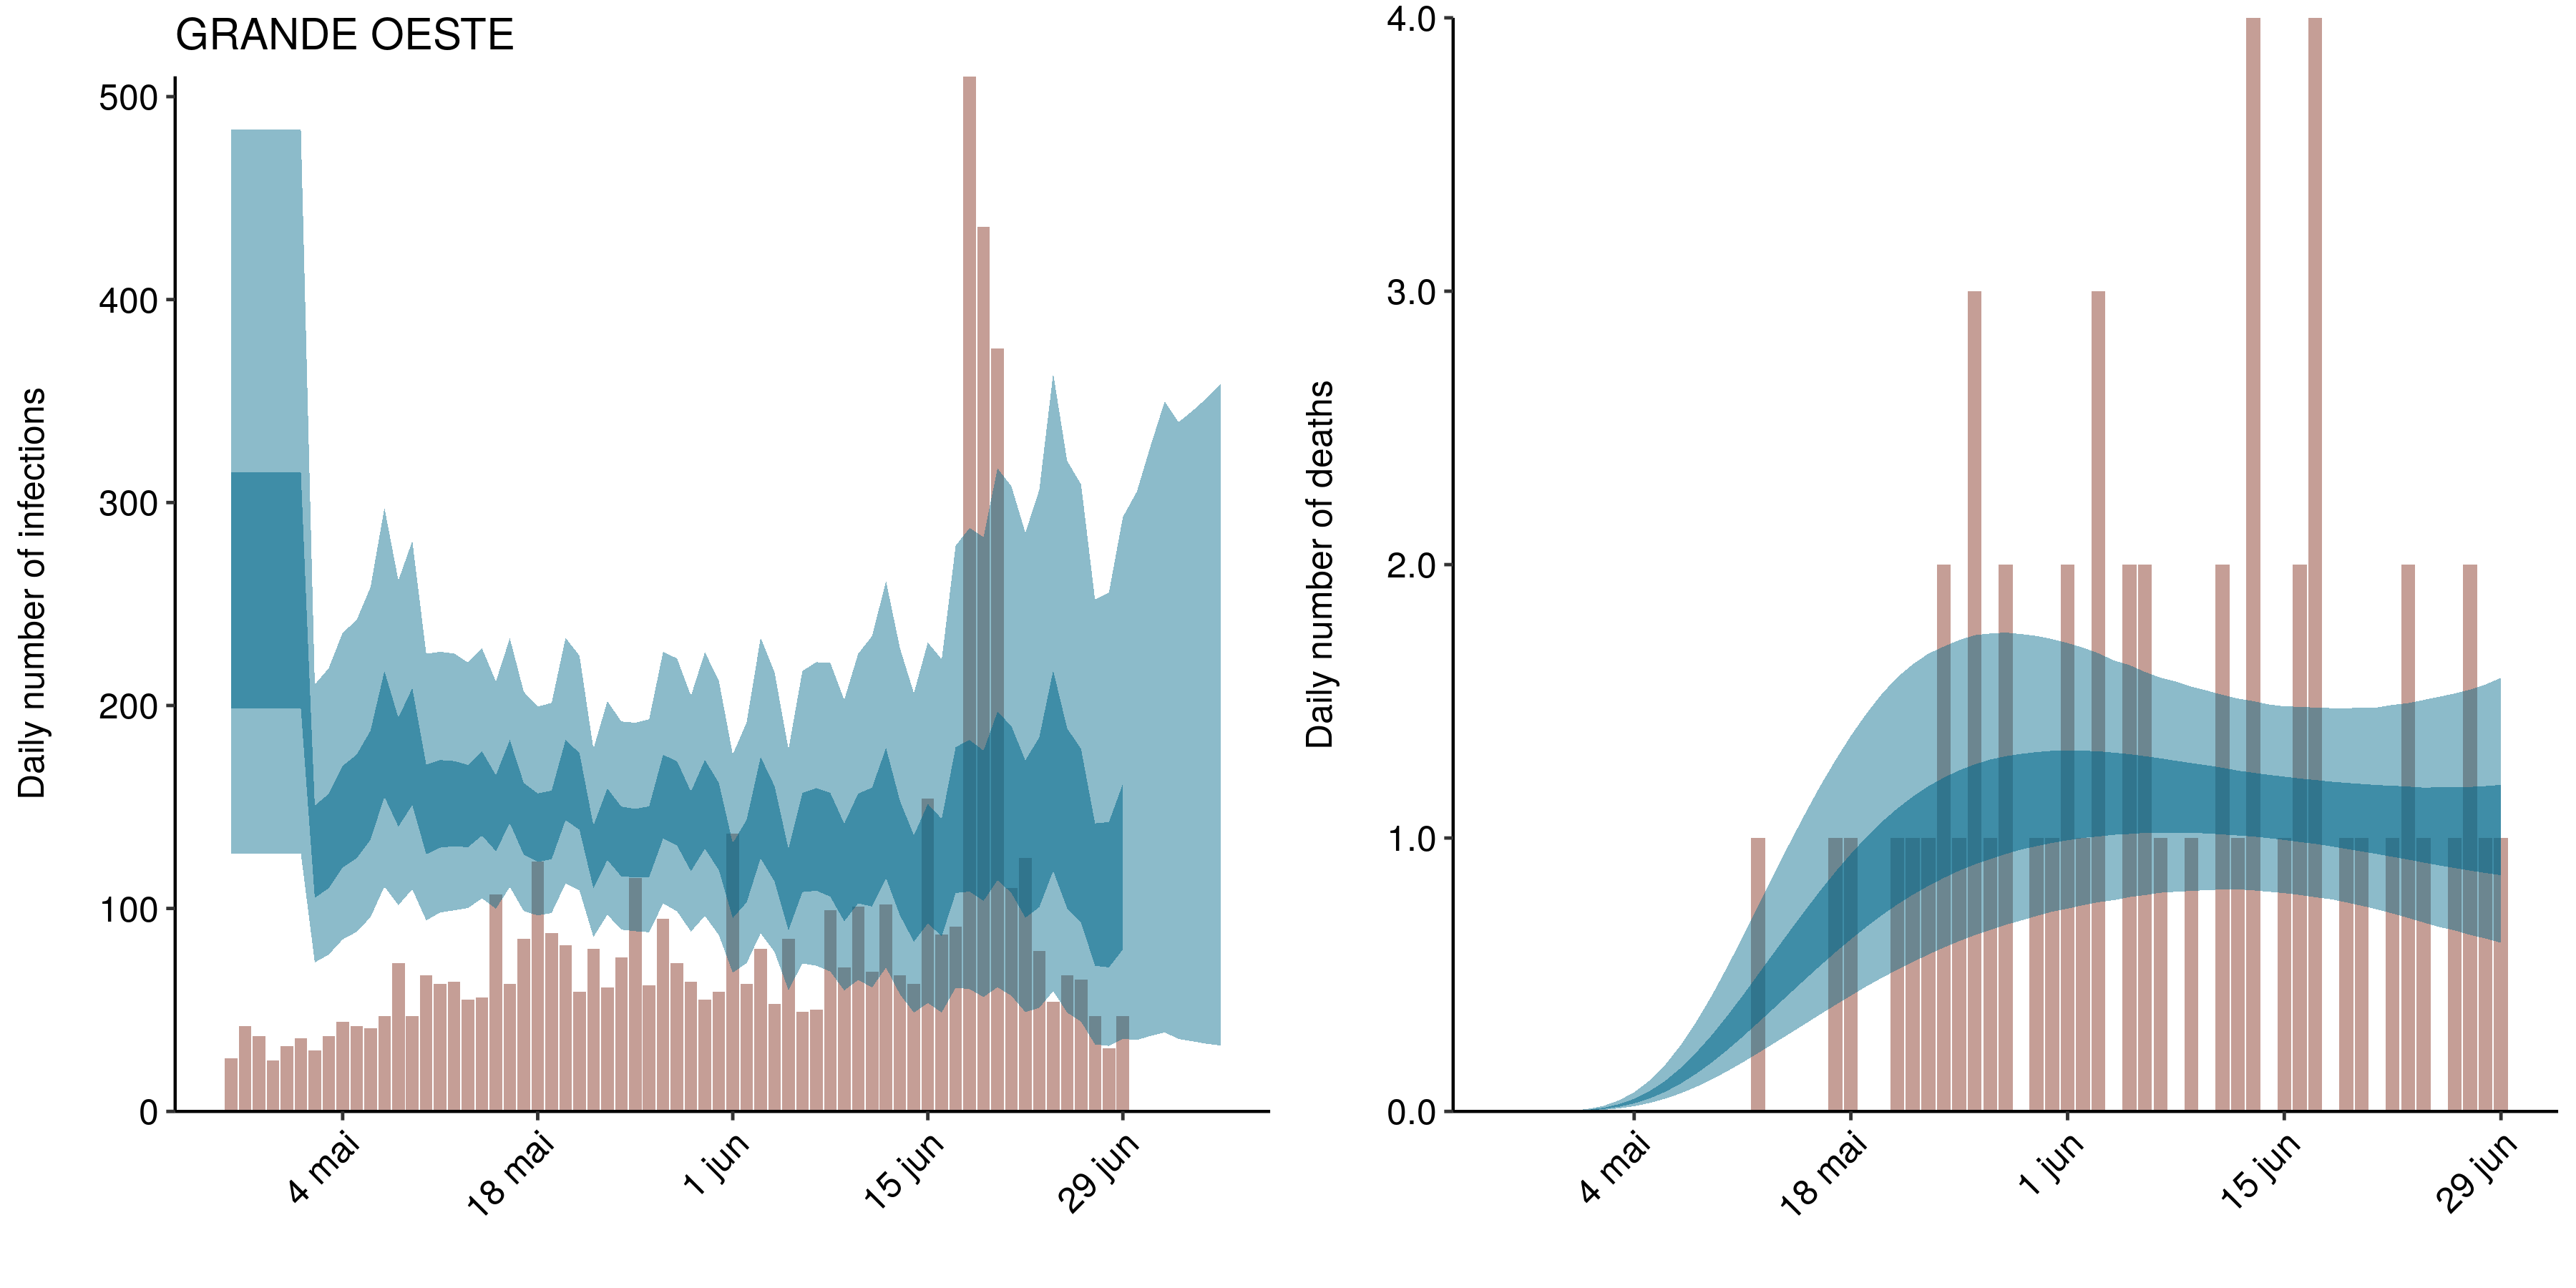 GRANDE OESTE
Daily number of infections
500
400
300
200
100
0
4 mai
18 mai
1 jun
15 jun
29 jun
Daily number of deaths
4.0
3.0
2.0
1.0
0.0
4 mai
18 mai
1 jun
15 jun
29 jun